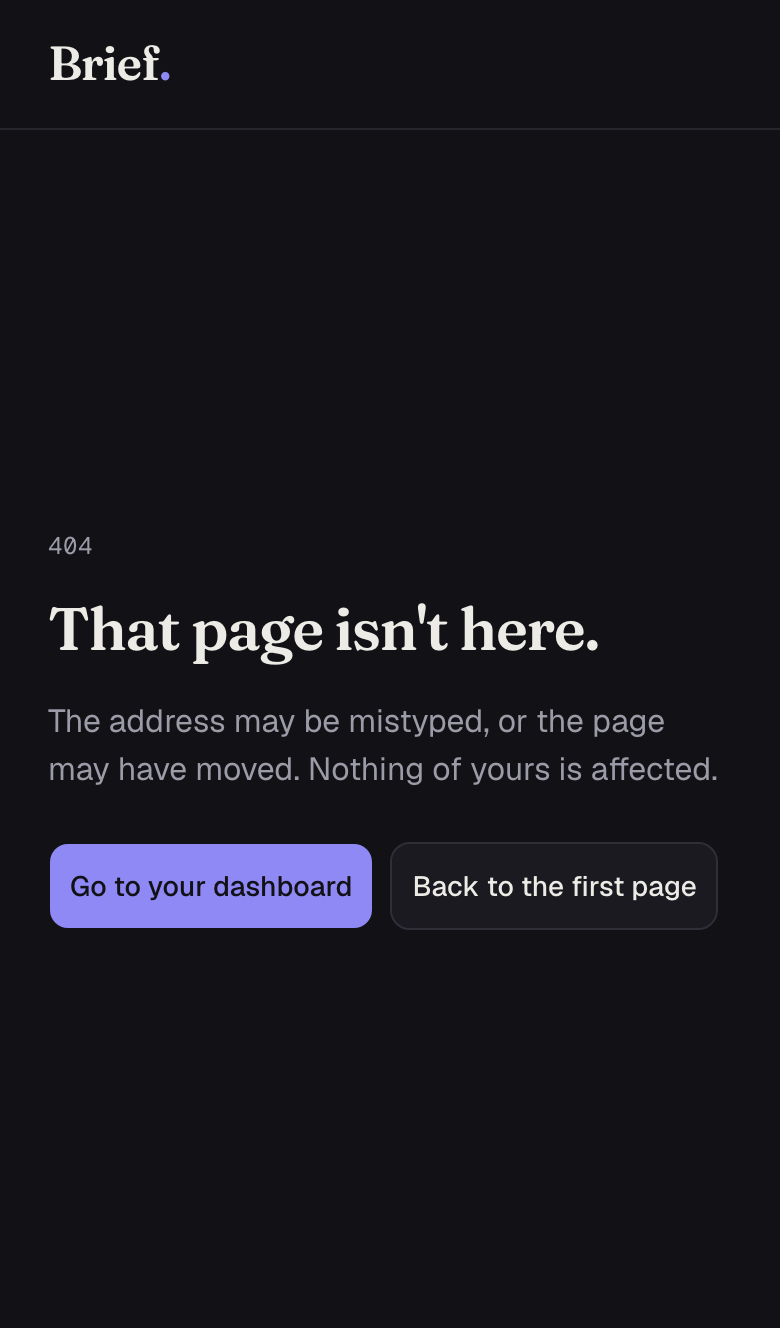 Brief.
404
That page isn't here.
The address may be mistyped, or the page
may have moved. Nothing of yours is affected.
Go to your dashboard
Back to the first page